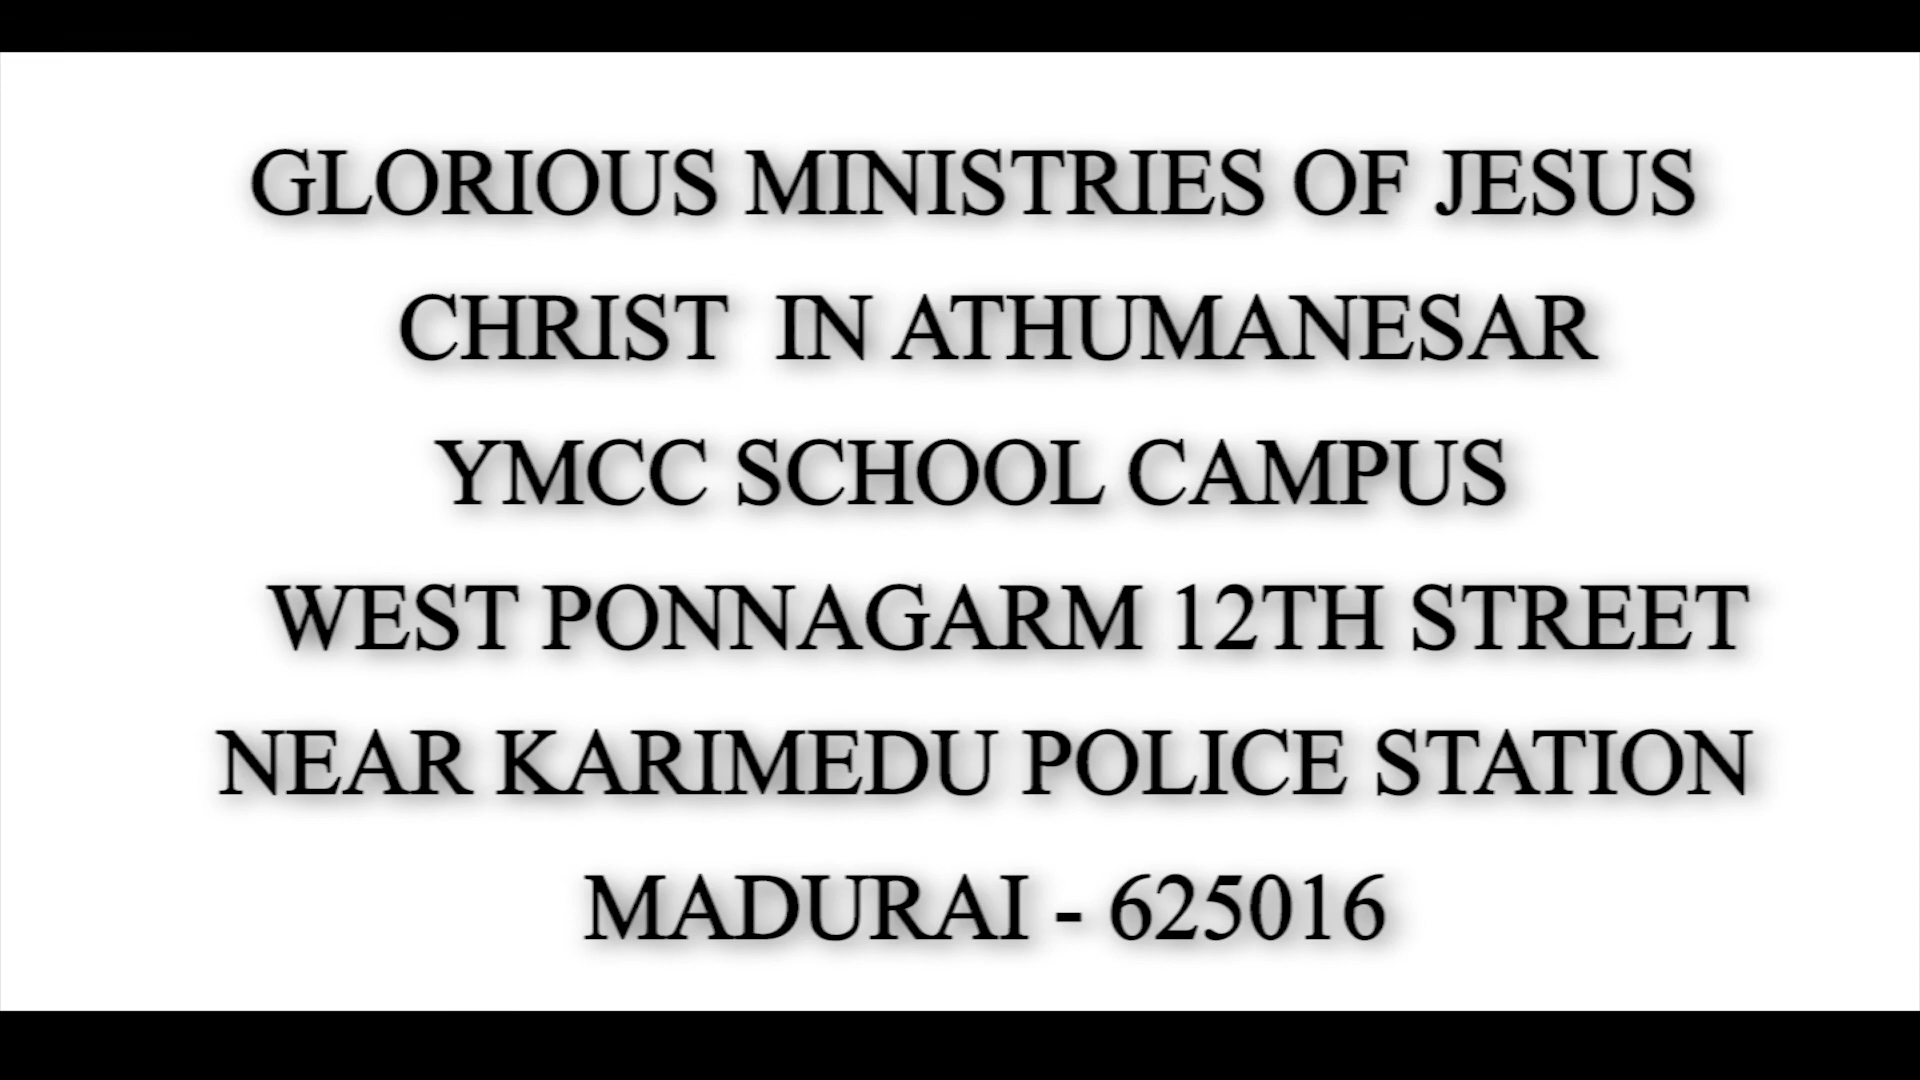 GLORIOUS MINISTRIES OF JESUS
CHRIST IN ATHUMANESAR
YMCC SCHOOL CAMPUS
WEST PONNAGARM 12TH STREET
NEAR KARIMEDU POLICE STATION
MADURAI - 625016